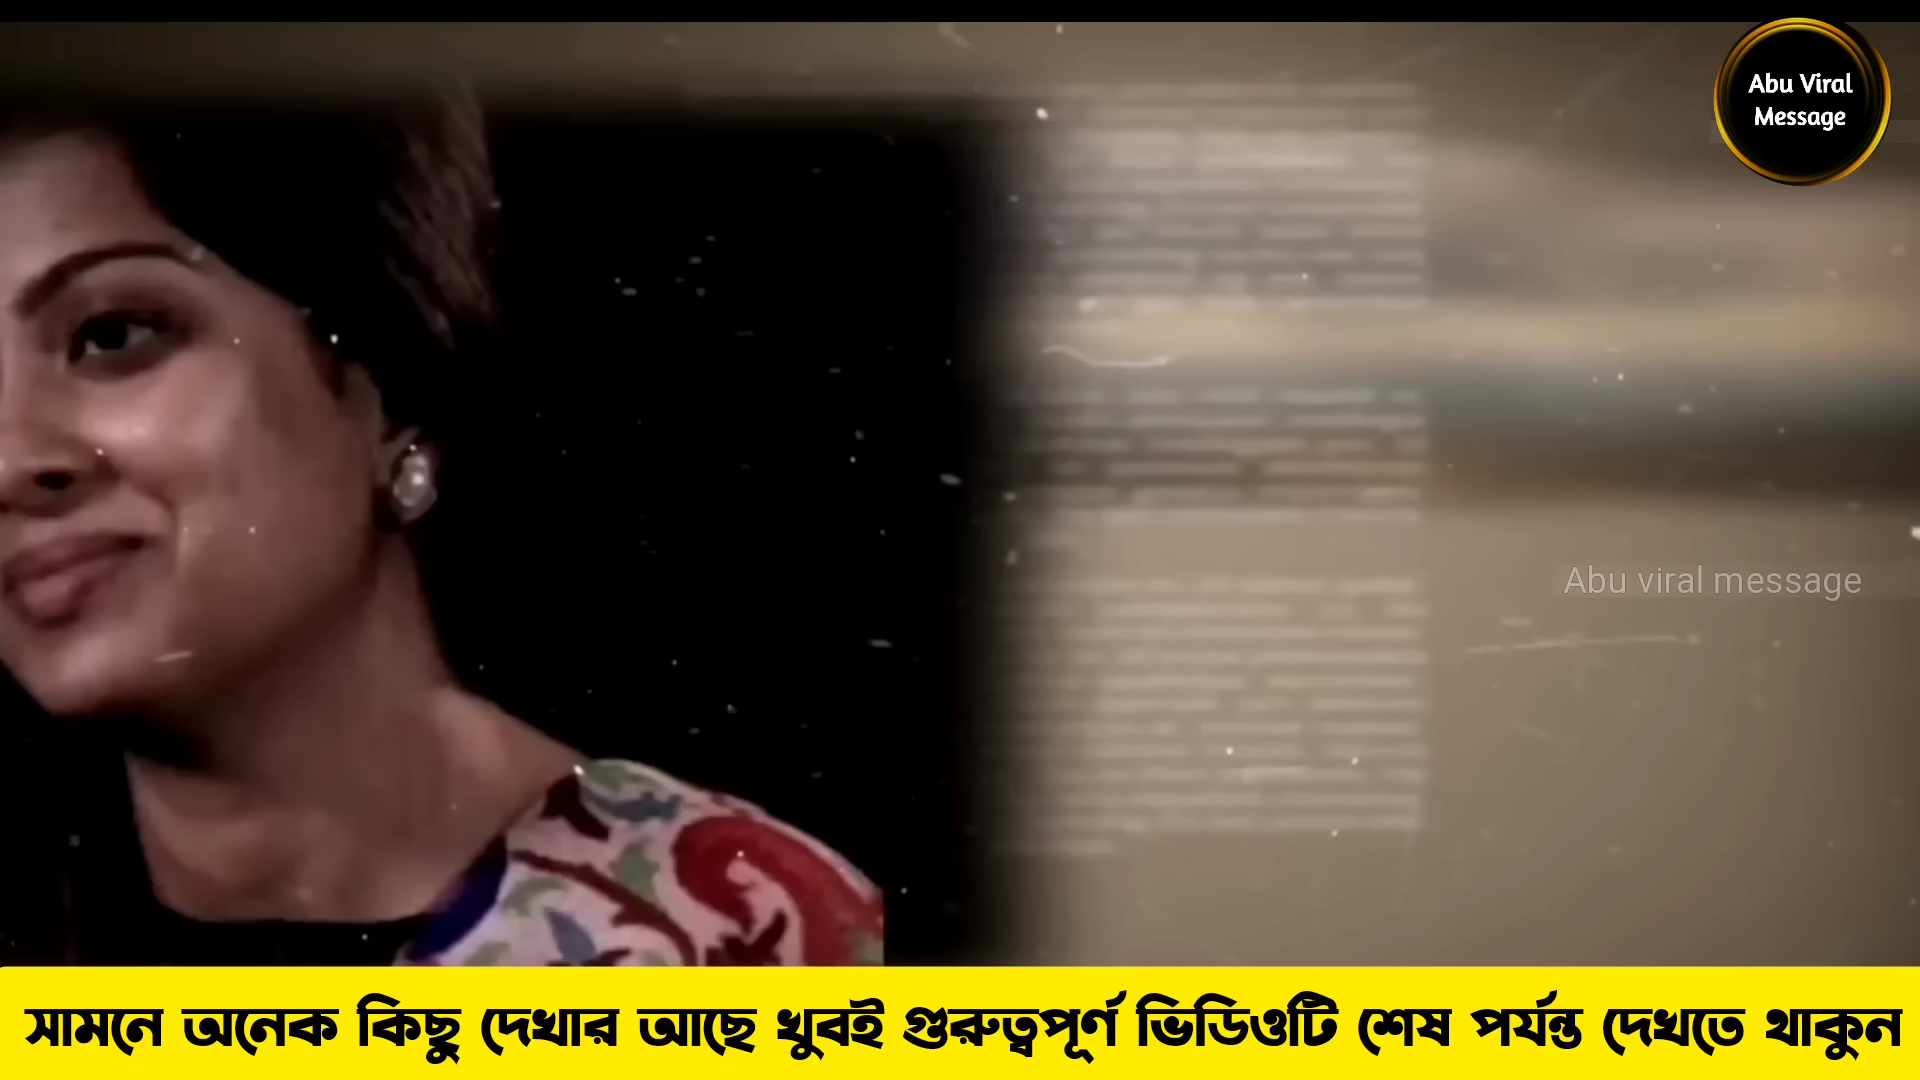 Abu Viral
Message
Abu viral message
সামনে অনেক কিছু দেখার আছে খুবই গুরুত্বপূর্ণ ভিডিওটি শেষ পর্যন্ত দেখতে থাকুন